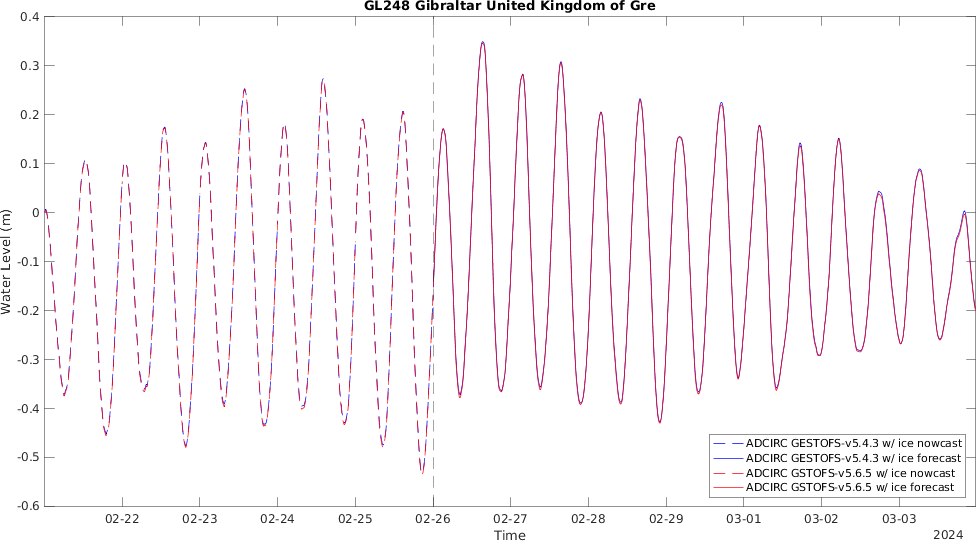 GL248 Gibraltar United Kingdom of Gre
0.4
0.3
0.2
0.1
0
-0.1
-0.2
-0.3
-0.4
-0.5
-0.6
Water Level (m)
02-22 02-23 02-24 02-25 02-26 02-27 02-28 02-29 03-01 03-02 03-03
Time
2024
ADCIRC GESTOFS-v5.4.3 w/ ice nowcast
ADCIRC GESTOFS-v5.4.3 w/ ice forecast
ADCIRC GSTOFS-v5.6.5 w/ ice nowcast
ADCIRC GSTOFS-v5.6.5 w/ ice forecast